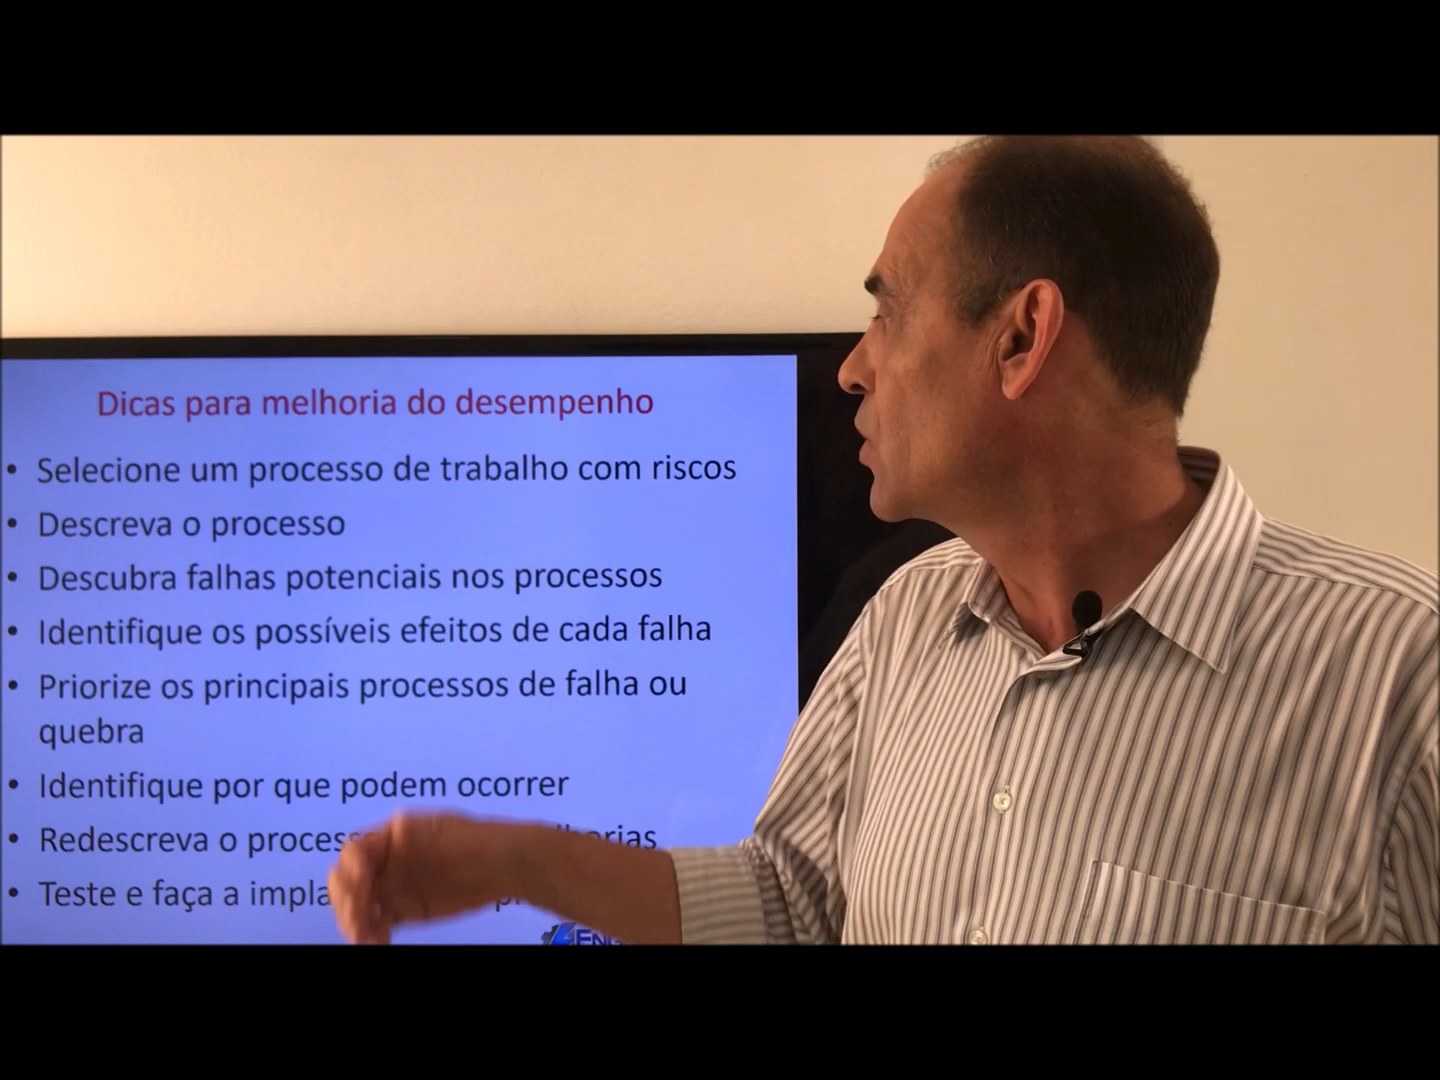 Dicas para melhoria do desempenho
• Selecione um processo de trabalho com riscos
• Descreva o processo
• Descubra falhas potenciais nos processos
• Identifique os possíveis efeitos de cada falha
• Priorize os principais processos de falha ou
quebra
• Identifique por que podem ocorrer
• Redescreva o
• Teste e faça a